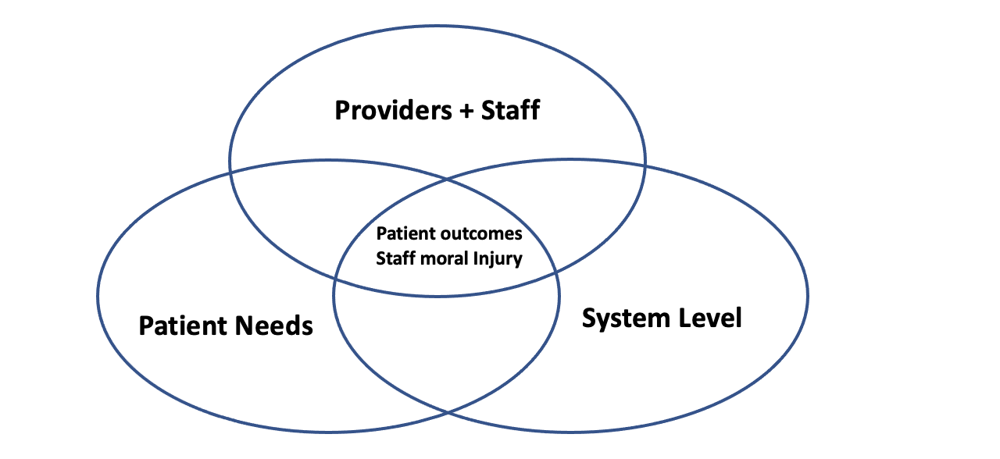 Providers + Staff
Patient outcomes
Staff moral Injury
Patient Needs
System Level